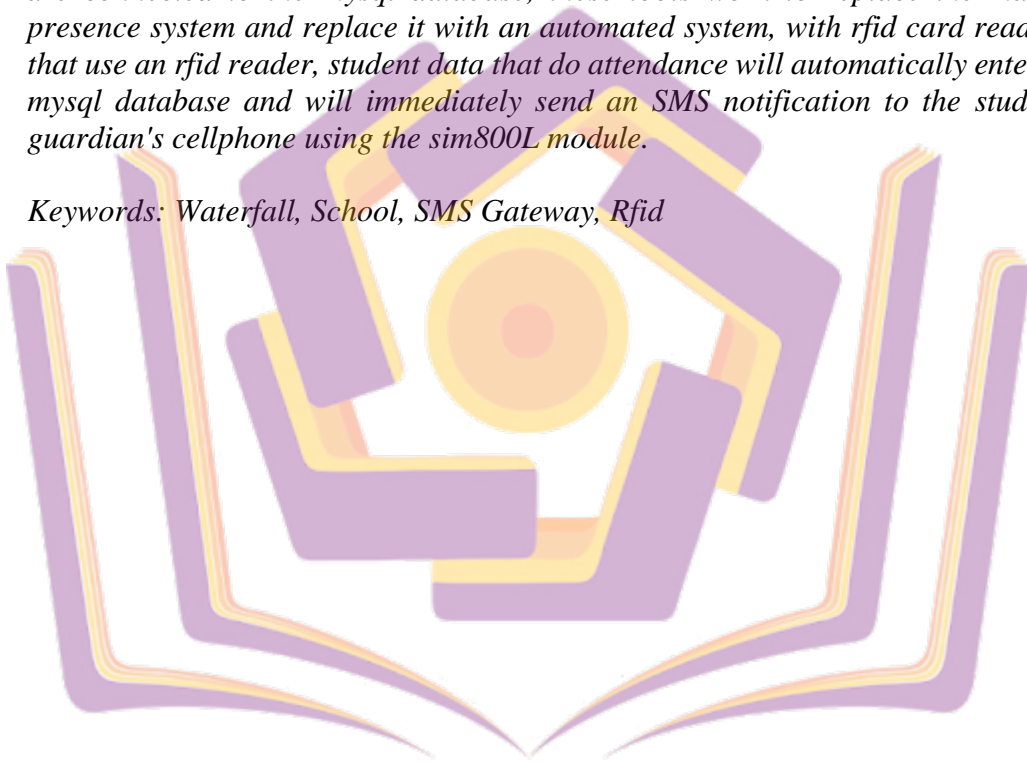 presence system and replace it with an automated system, with rfid card read
that use an rfid reader, student data that do attendance will automatically ente
mysql database and will immediately send an SMS notification to the stud
guardian's cellphone using the sim800L module.
Keywords: Waterfall, School, SMS Gateway, Rfid